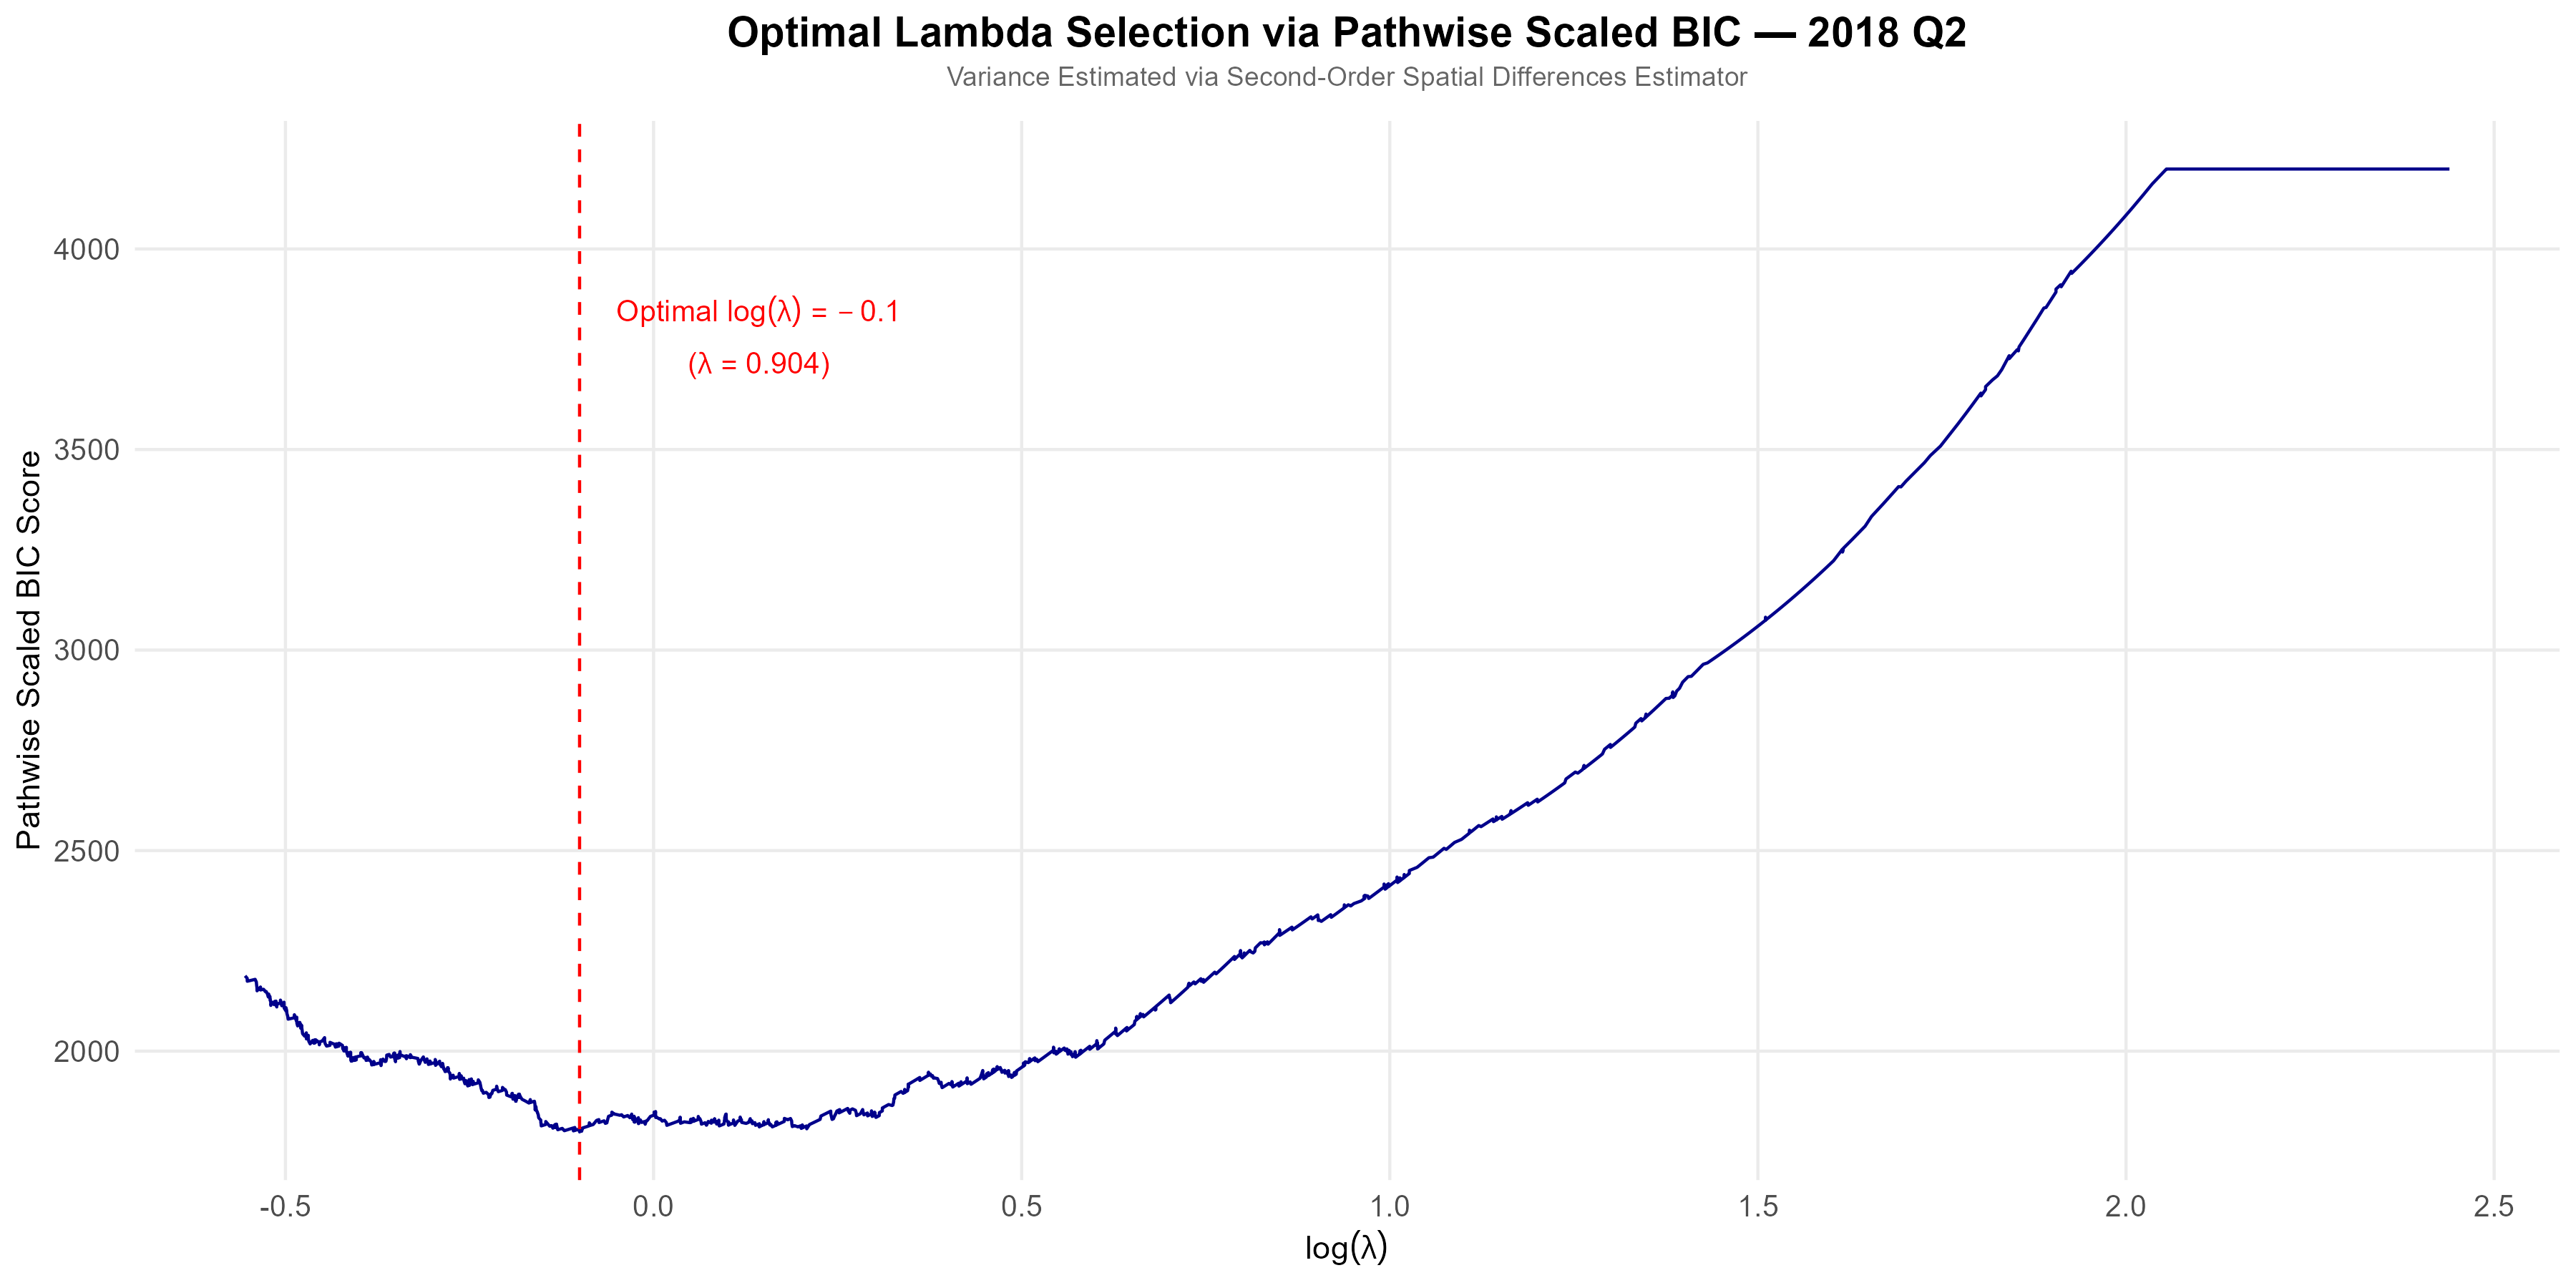 Optimal Lambda Selection via Pathwise Scaled BIC — 2018 Q2
Variance Estimated via Second-Order Spatial Differences Estimator
Optimal log(λ) = − 0.1
(λ = 0.904)
Pathwise Scaled BIC Score
4000
3500
3000
2500
2000
-0.5
0.0
0.5
1.0
1.5
2.0
2.5
log(λ)